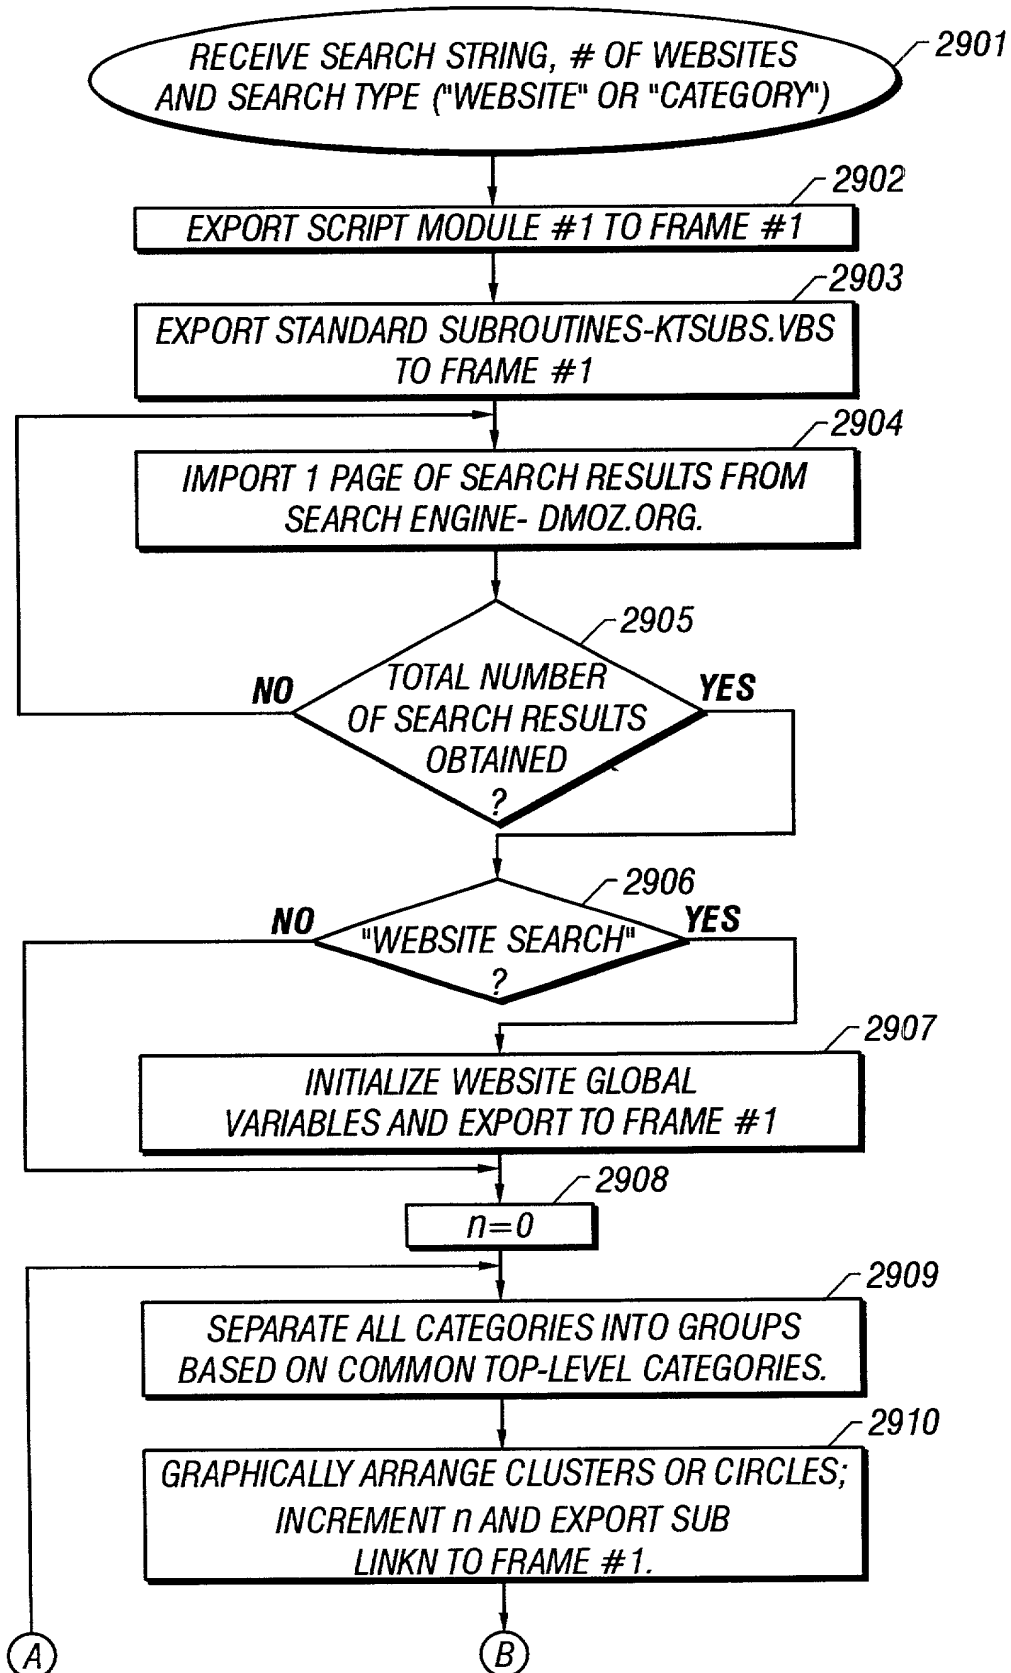 2901
RECEIVE SEARCH STRING, # OF WEBSITES
AND SEARCH TYPE ("WEBSITE" OR "CATEGORY")
2902
EXPORT SCRIPT MODULE #1 TO FRAME #1
2903
EXPORT STANDARD SUBROUTINES-KTSUBS.VBS
TO FRAME #1
2904
IMPORT 1 PAGE OF SEARCH RESULTS FROM
SEARCH ENGINE- DMOZ.ORG.
2905
NO
YES
TOTAL NUMBER
OF SEARCH RESULTS
OBTAINED
?
2906
NO
YES
"WEBSITE SEARCH"
?
2907
INITIALIZE WEBSITE GLOBAL
VARIABLES AND EXPORT TO FRAME #1
2908
n=0
2909
SEPARATE ALL CATEGORIES INTO GROUPS
BASED ON COMMON TOP-LEVEL CATEGORIES.
2910
GRAPHICALLY ARRANGE CLUSTERS OR CIRCLES;
INCREMENT n AND EXPORT SUB
LINKN TO FRAME #1.
A
B